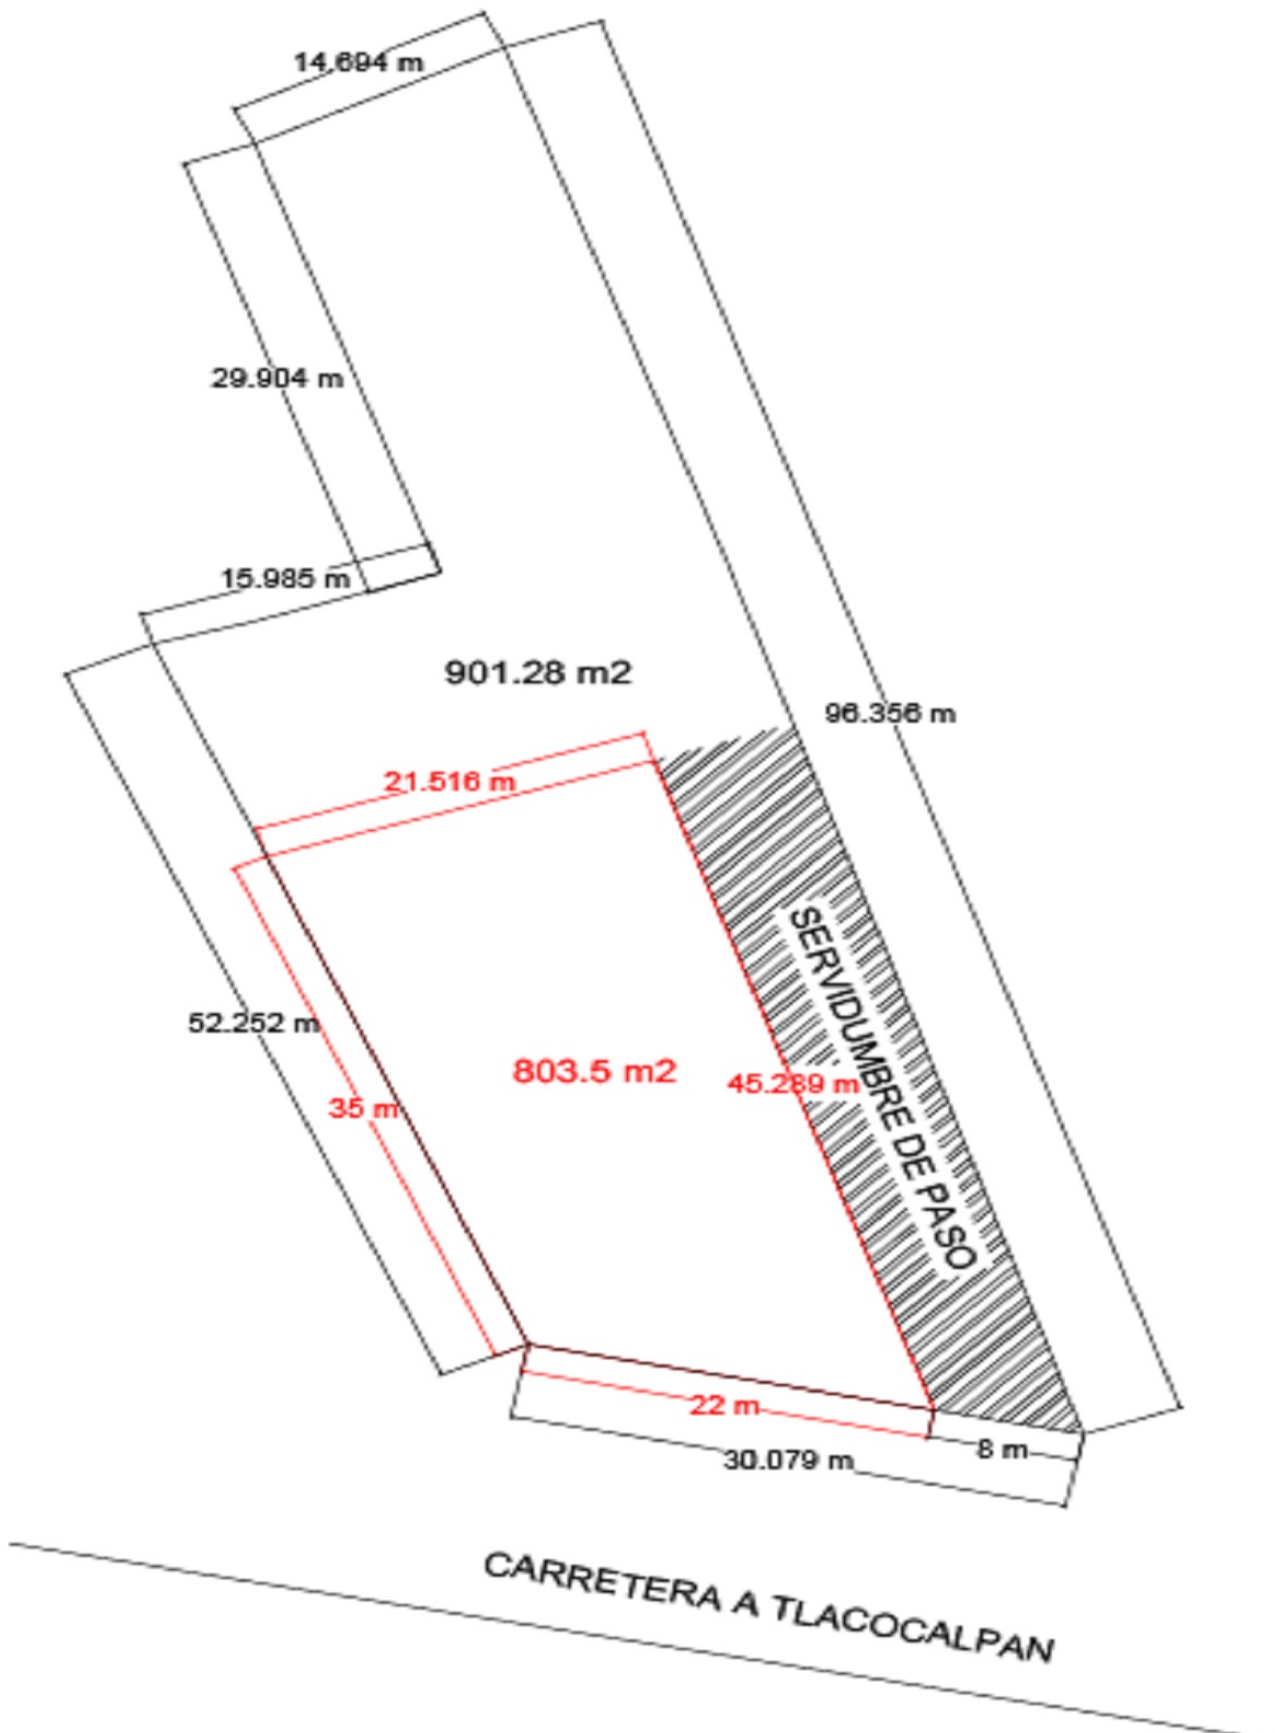 14.694 m
29.904 m
15.985 m
901.28 m2
96.356 m
21.516 m
SERVIDUMBRE DE PASO
52.252 m
803.5 m2
45.289 m
35 m
22 m
8 m
30.079 m
CARRETERA A TLACOCALPAN